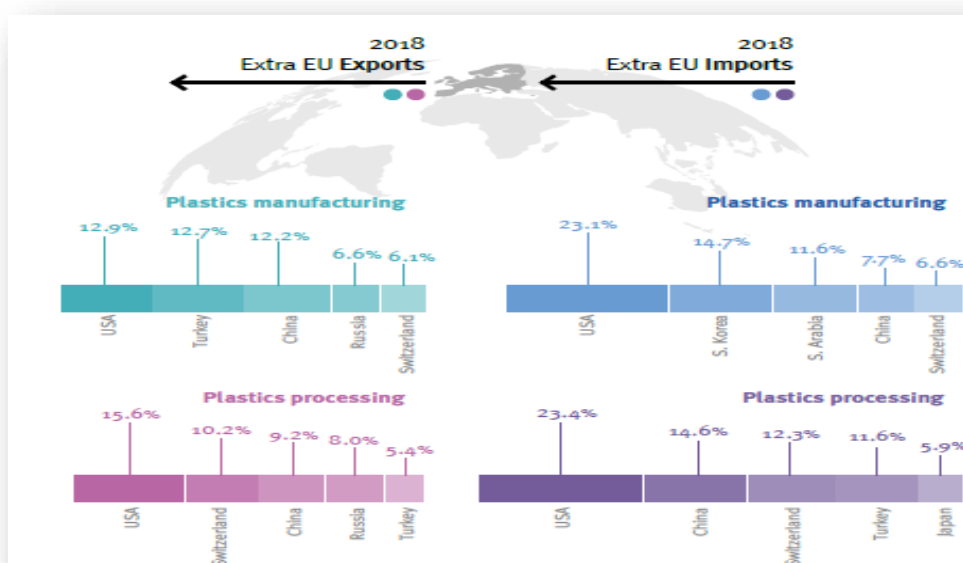 2018
Extra EU Exports
2018
Extra EU Imports
Plastics manufacturing
12.9%
12.7%
12.2%
6.6%
6.1%
USA
Turkey
China
Russia
Switzerland
Plastics manufacturing
23.1%
14.7%
11.6%
7.7%
6.6%
USA
S. Korea
S. Arabia
China
Switzerland
Plastics processing
15.6%
10.2%
9.2%
8.0%
5.4%
USA
Switzerland
China
Russia
Turkey
Plastics processing
23.4%
14.6%
12.3%
11.6%
5.9%
USA
China
Switzerland
Turkey
Japan